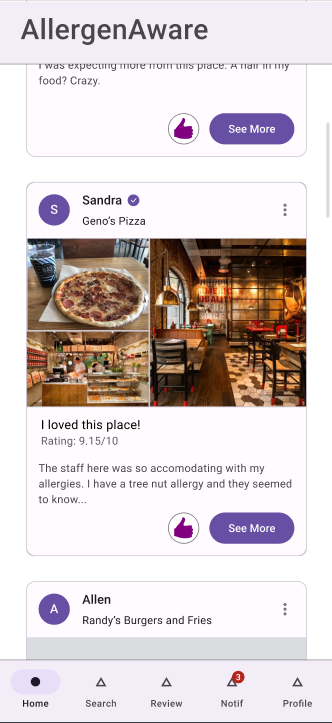 AllergenAware
I was expecting more from this place. A hair in my
food? Crazy.
See More
S
Sandra
Geno's Pizza
I loved this place!
Rating: 9.15/10
The staff here was so accomodating with my
allergies. I have a tree nut allergy and they seemed
to know...
See More
A
Allen
Randy's Burgers and Fries
3
Home
Search
Review
Notif
Profile